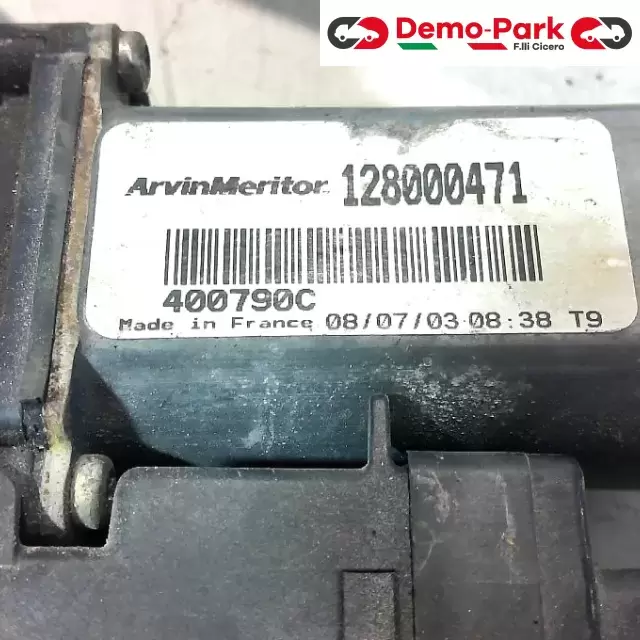 Demo-Park
F.lli Cicero
ArvinMeritor. 128000471
400790C
Made in France 08/07/03 08:38 T9